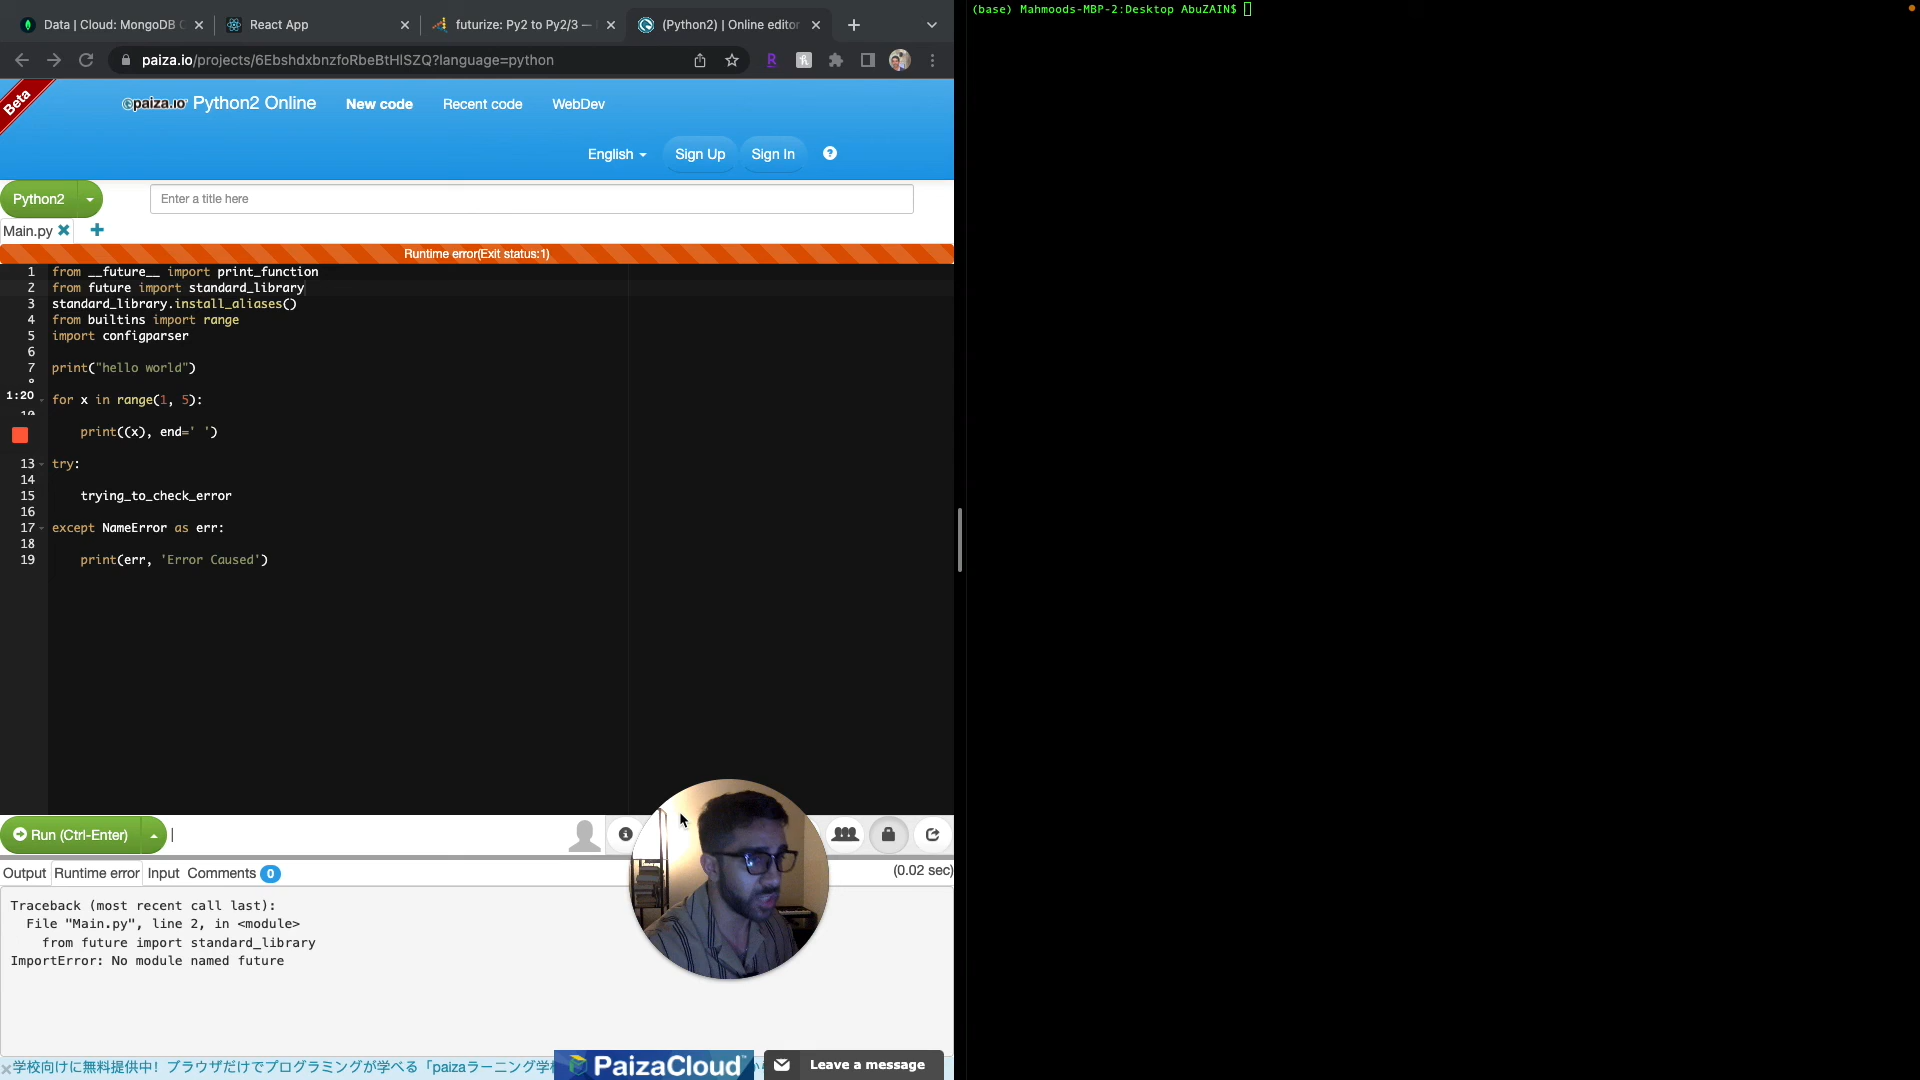 Data | Cloud: MongoDB C
React App
futurize: Py2 to Py2/3 —
(Python2) | Online editor
paiza.io/projects/6EbshdxbnzfoRbeBtHlSZQ?language=python
Beta
paiza.io Python2 Online
New code
Recent code
WebDev
English
Sign Up
Sign In
Python2
Enter a title here
Main.py
Runtime error(Exit status:1)
1 from __future__ import print_function
2 from future import standard_library
3 standard_library.install_aliases()
4 from builtins import range
5 import configparser
6
7 print("hello world")
1:20
for x in range(1, 5):
print((x), end=' ')
13 try:
14
15 trying_to_check_error
16
17 except NameError as err:
18
19 print(err, 'Error Caused')
Run (Ctrl-Enter)
Output Runtime error Input Comments 0
(0.02 sec)
Traceback (most recent call last):
File "Main.py", line 2, in <module>
from future import standard_library
ImportError: No module named future
学校向けに無料提供中! ブラウザだけでプログラミングが学べる「paizaラーニング学校
PaizaCloud
Leave a message
(base) Mahmoods-MBP-2:Desktop AbuZAIN$